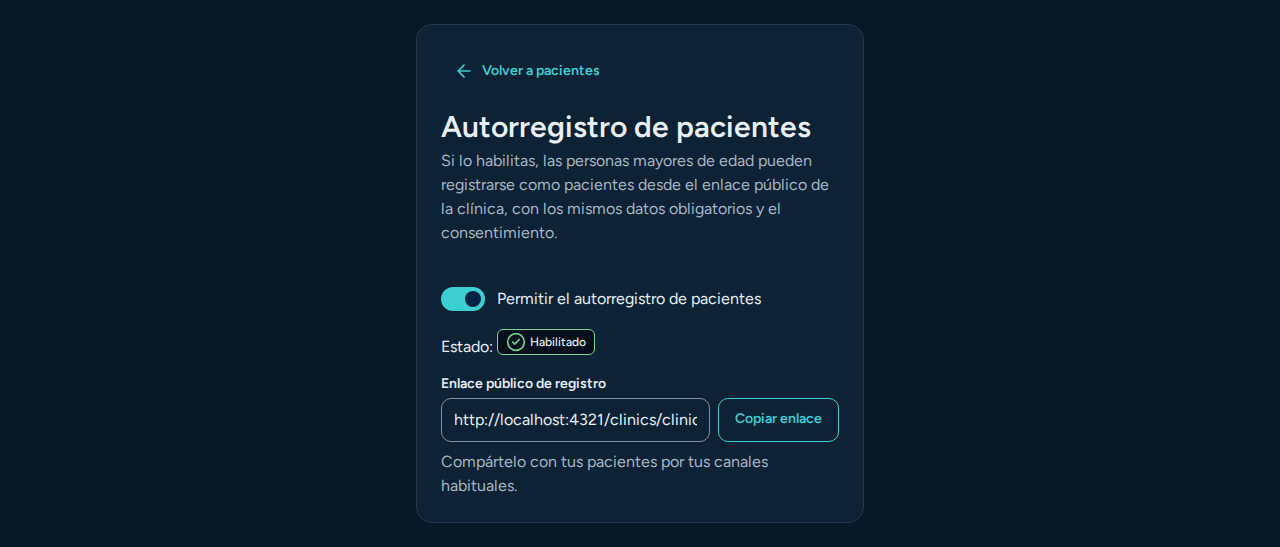 Volver a pacientes
Autorregistro de pacientes
Si lo habilitas, las personas mayores de edad pueden
registrarse como pacientes desde el enlace público de
la clínica, con los mismos datos obligatorios y el
consentimiento.
Permitir el autorregistro de pacientes
Estado: Habilitado
Enlace público de registro
http://localhost:4321/clinics/clinic
Copiar enlace
Compártelo con tus pacientes por tus canales
habituales.